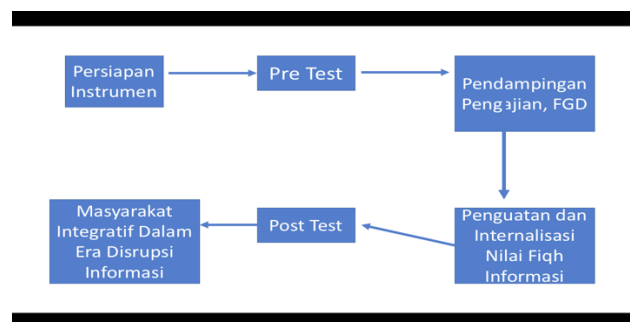 Persiapan
Instrumen
Pre Test
Pendampingan
Pengajian, FGD
Penguatan dan
Internalisasi
Nilai Fiqh
Informasi
Post Test
Masyarakat
Integratif Dalam
Era Disrupsi
Informasi